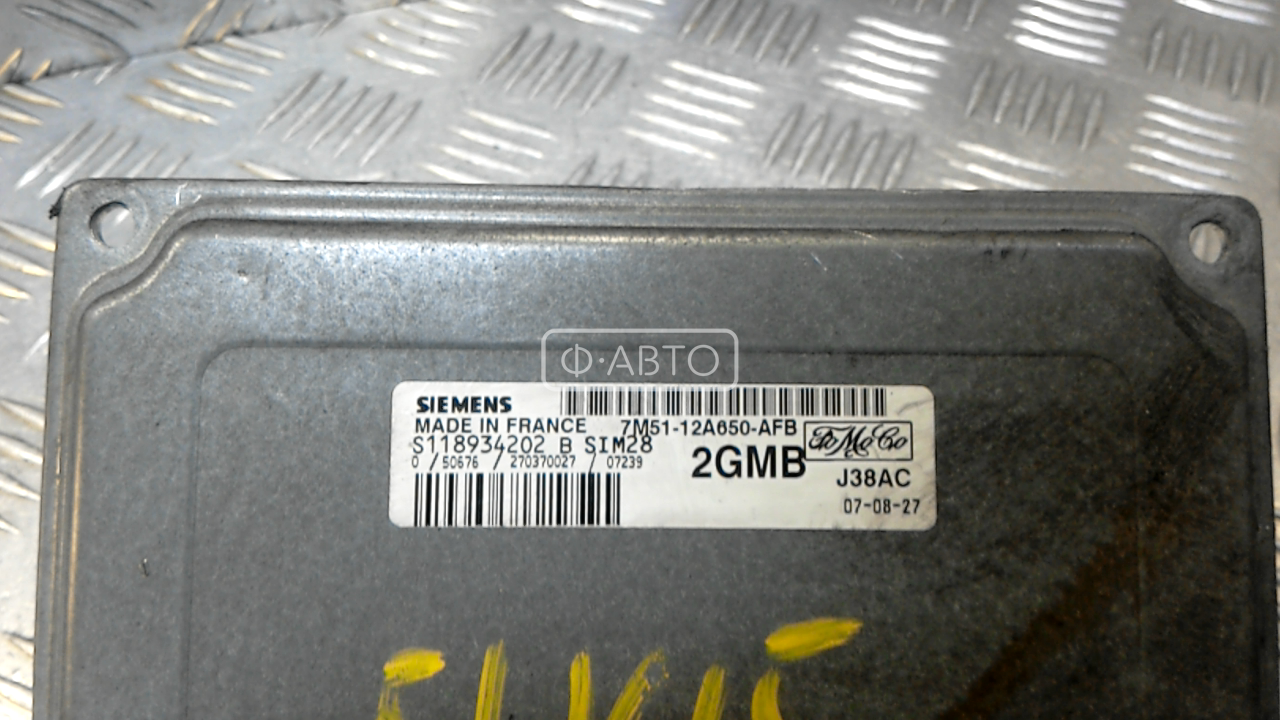 Ф·АВТО
SIEMENS
MADE IN FRANCE 7M51-12A650-AFB
FoMoCo
S118934202 B SIM28
0 / 50676 / 270370027 / 07239
2GMB
J38AC
07-08-27